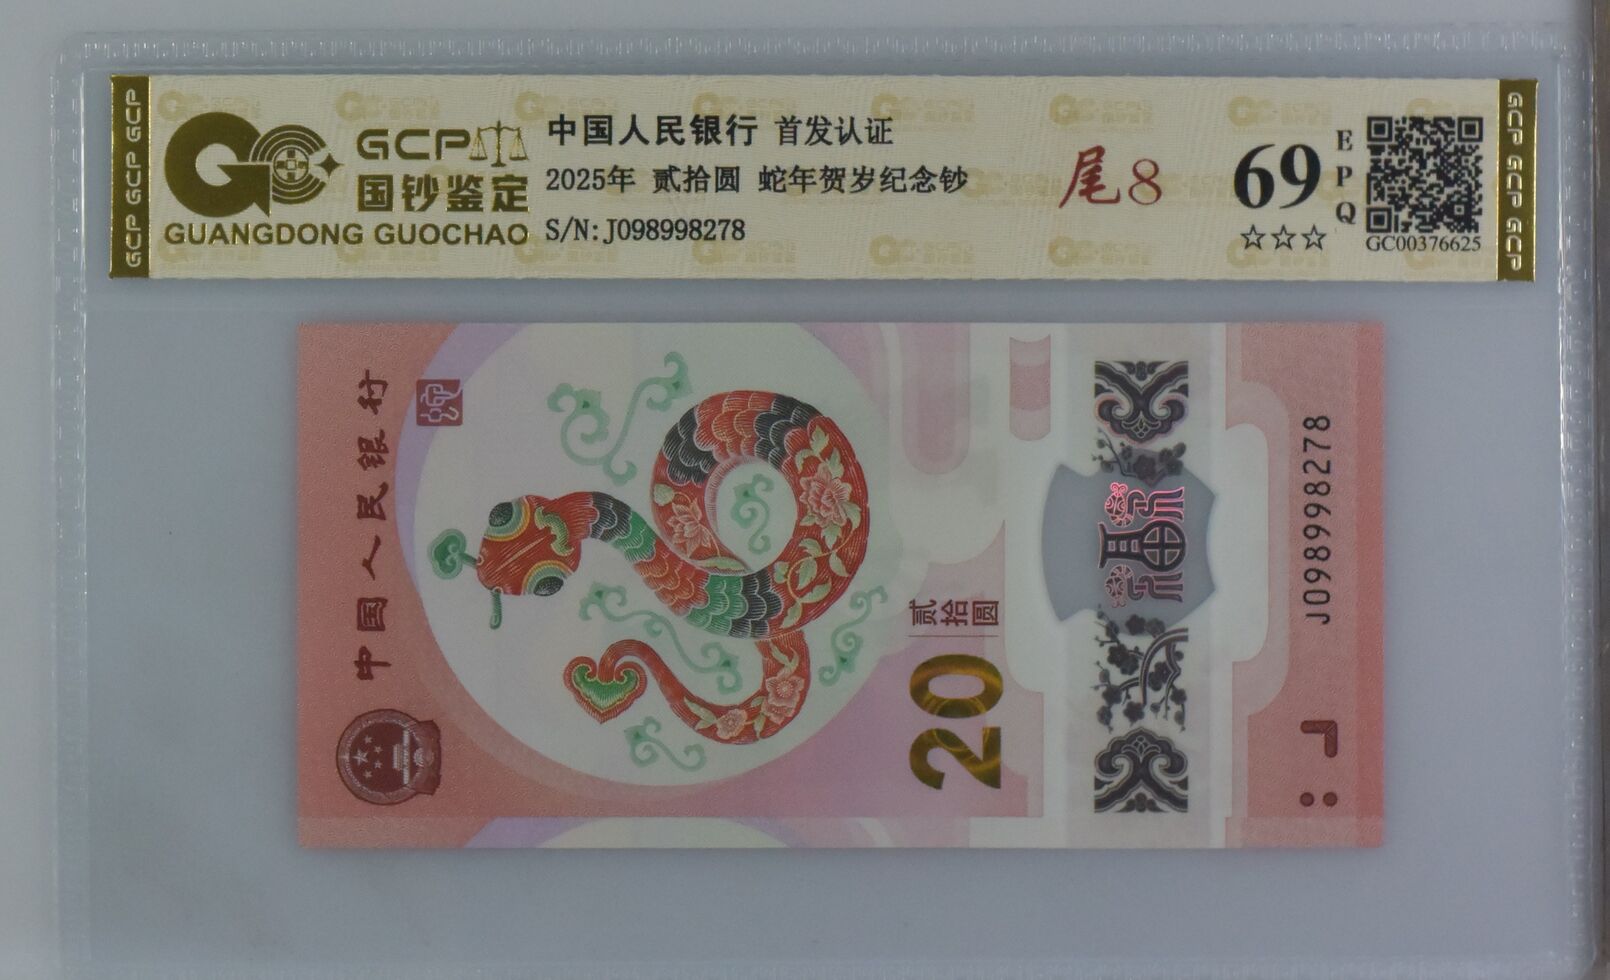 GCP GCP GCP
GCP
国钞鉴定
GUANGDONG GUOCHAO
中国人民银行 首发认证
2025年 贰拾圆 蛇年贺岁纪念钞
S/N:J098998278
尾8
69
EPQ
☆☆☆
GC00376625
GCP GCP GCP
中国人民银行
蛇
贰拾圆
20
福
J098998278